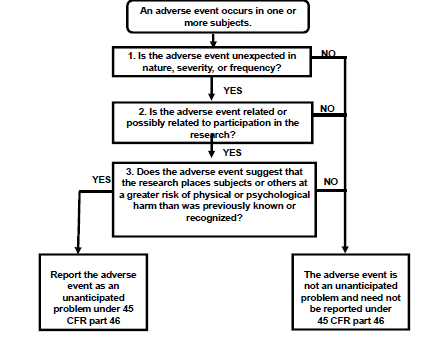 An adverse event occurs in one or
more subjects.
1. Is the adverse event unexpected in
nature, severity, or frequency?
NO
YES
2. Is the adverse event related or
possibly related to participation in the
research?
NO
YES
3. Does the adverse event suggest that
the research places subjects or others at
a greater risk of physical or psychological
harm than was previously known or
recognized?
YES
NO
Report the adverse
event as an
unanticipated
problem under 45
CFR part 46
The adverse event is
not an unanticipated
problem and need not
be reported under
45 CFR part 46